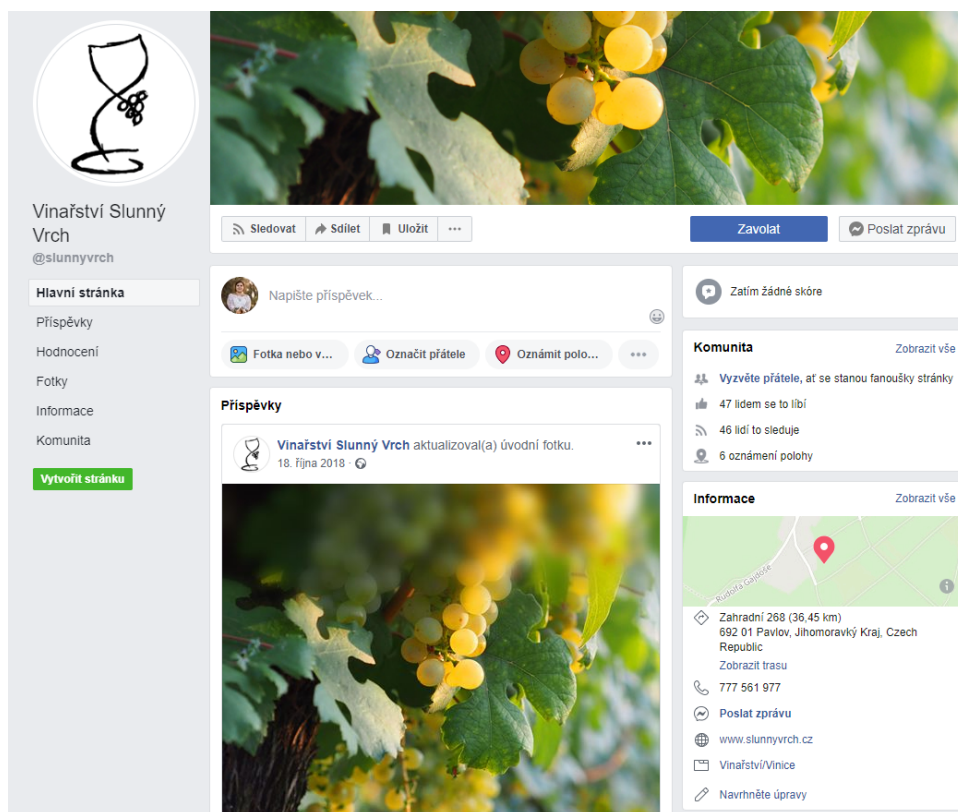 Vinařství Slunný
Vrch
@slunnyvrch
Hlavní stránka
Příspěvky
Hodnocení
Fotky
Informace
Komunita
Vytvořit stránku
Sledovat
Sdílet
Uložit
...
Zavolat
Poslat zprávu
Napište příspěvek...
Fotka nebo v...
Označit přátele
Oznámit polo...
...
Příspěvky
Vinařství Slunný Vrch aktualizoval(a) úvodní fotku.
18. října 2018 ·
Zatím žádné skóre
Komunita
Zobrazit vše
Vyzvěte přátele, ať se stanou fanoušky stránky
47 lidem se to líbí
46 lidí to sleduje
6 oznámení polohy
Informace
Zobrazit vše
Rudolfa Gajdoše
Zahradní 268 (36,45 km)
692 01 Pavlov, Jihomoravký Kraj, Czech
Republic
Zobrazit trasu
777 561 977
Poslat zprávu
www.slunnyvrch.cz
Vinařství/Vinice
Navrhněte úpravy